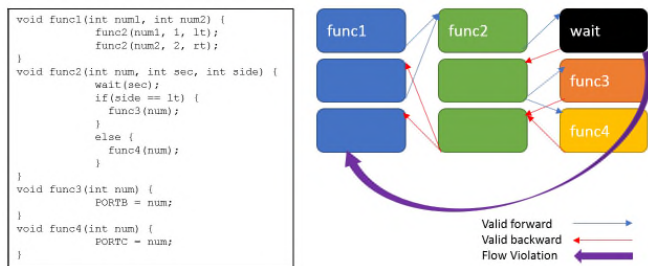 void func1(int num1, int num2) {
func2(num1, 1, lt);
func2(num2, 2, rt);
}
void func2(int num, int sec, int side) {
wait(sec);
if(side == lt) {
func3(num);
}
else {
func4(num);
}
}
void func3(int num) {
PORTB = num;
}
void func4(int num) {
PORTC = num;
}
func1
func2
wait
func3
func4
Valid forward
Valid backward
Flow Violation